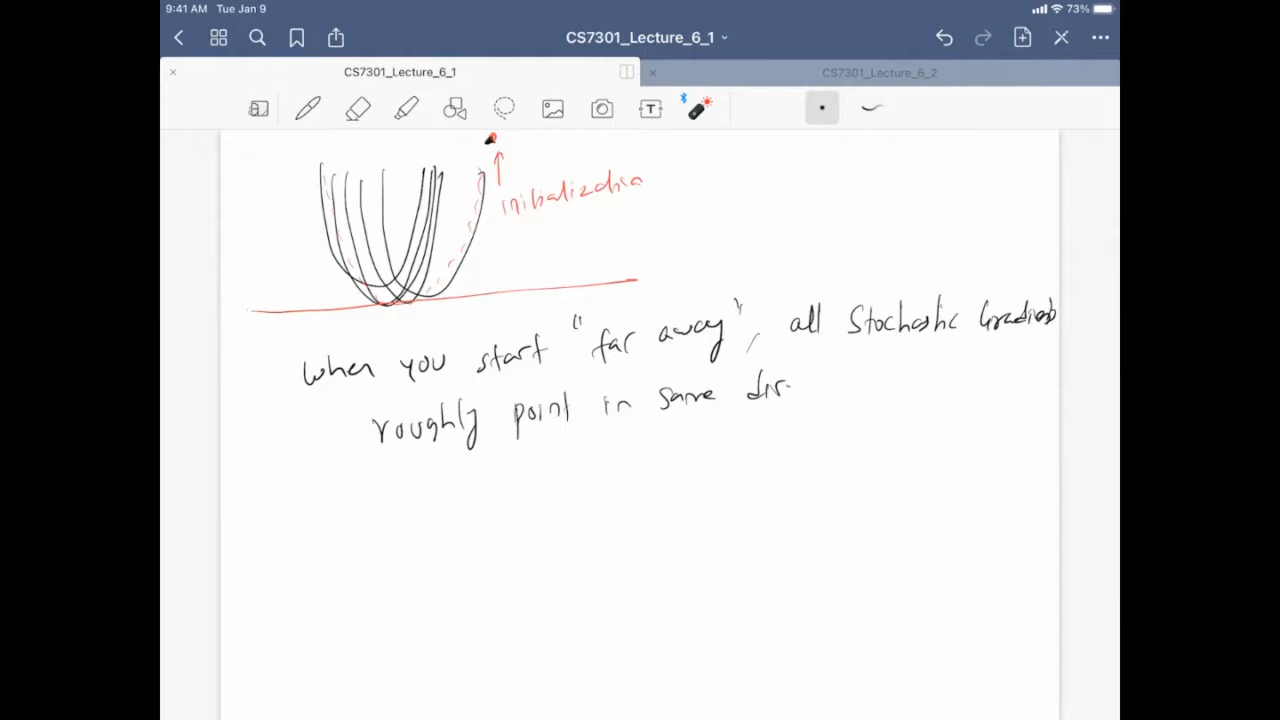 9:41 AM Tue Jan 9
73%
CS7301_Lecture_6_1
CS7301_Lecture_6_1
CS7301_Lecture_6_2
T
initialization
When you start "far away", all Stochastic Gradients
roughly point in same dir.